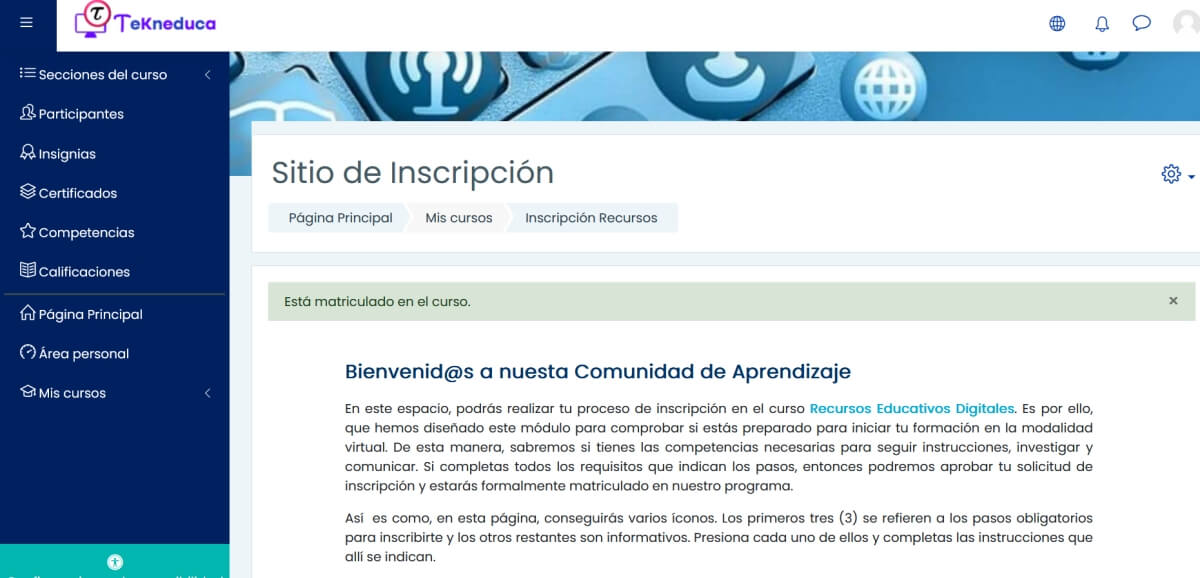 TeKneduca
Secciones del curso
Participantes
Insignias
Certificados
Competencias
Calificaciones
Página Principal
Área personal
Mis cursos
Sitio de Inscripción
Página Principal
Mis cursos
Inscripción Recursos
Está matriculado en el curso.
×
Bienvenid@s a nuesta Comunidad de Aprendizaje
En este espacio, podrás realizar tu proceso de inscripción en el curso Recursos Educativos Digitales. Es por ello,
que hemos diseñado este módulo para comprobar si estás preparado para iniciar tu formación en la modalidad
virtual. De esta manera, sabremos si tienes las competencias necesarias para seguir instrucciones, investigar y
comunicar. Si completas todos los requisitos que indican los pasos, entonces podremos aprobar tu solicitud de
inscripción y estarás formalmente matriculado en nuestro programa.
Así es como, en esta página, conseguirás varios íconos. Los primeros tres (3) se refieren a los pasos obligatorios
para inscribirte y los otros restantes son informativos. Presiona cada uno de ellos y completas las instrucciones que
allí se indican.